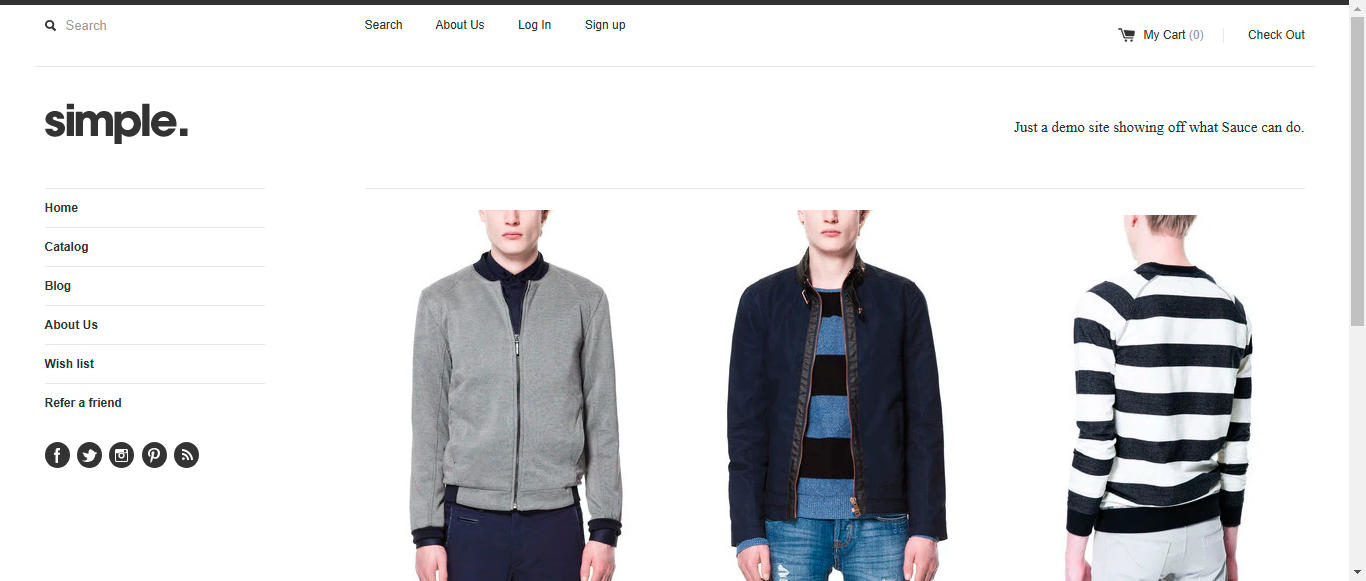 Search
Search About Us Log In Sign up
My Cart (0) Check Out
simple.
Just a demo site showing off what Sauce can do.
Home
Catalog
Blog
About Us
Wish list
Refer a friend